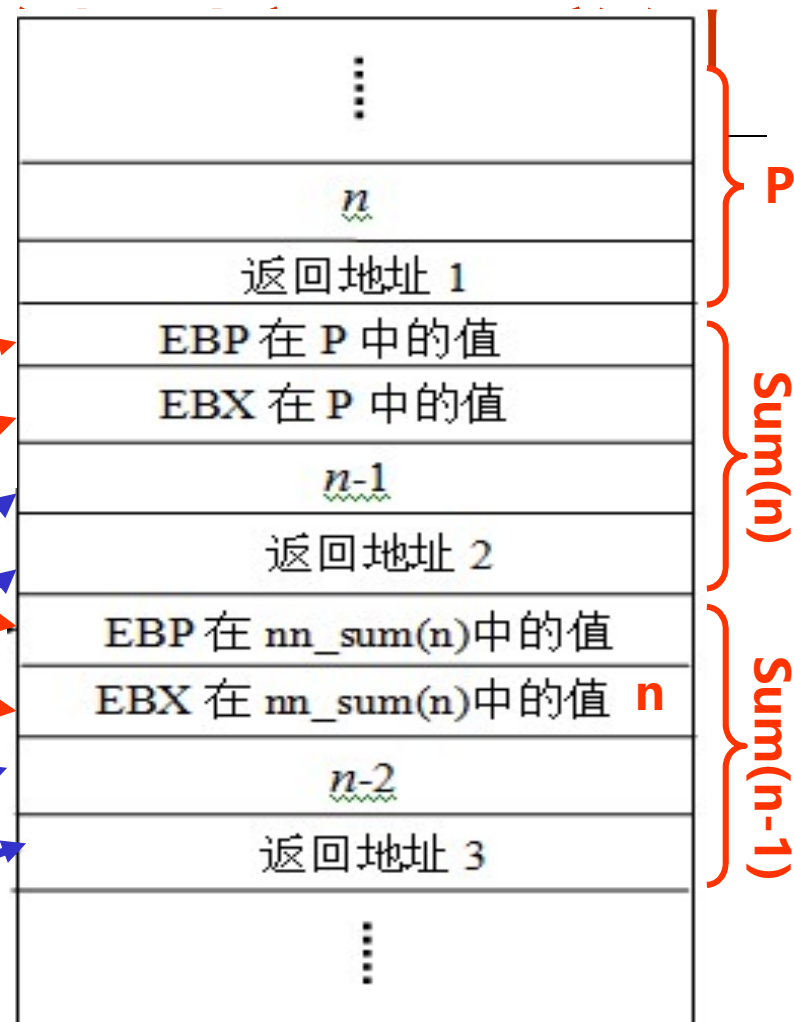 n
返回地址 1
P
EBP 在 P 中的值
EBX 在 P 中的值
n-1
返回地址 2
Sum(n)
EBP 在 nn_sum(n)中的值
EBX 在 nn_sum(n)中的值 n
n-2
返回地址 3
Sum(n-1)